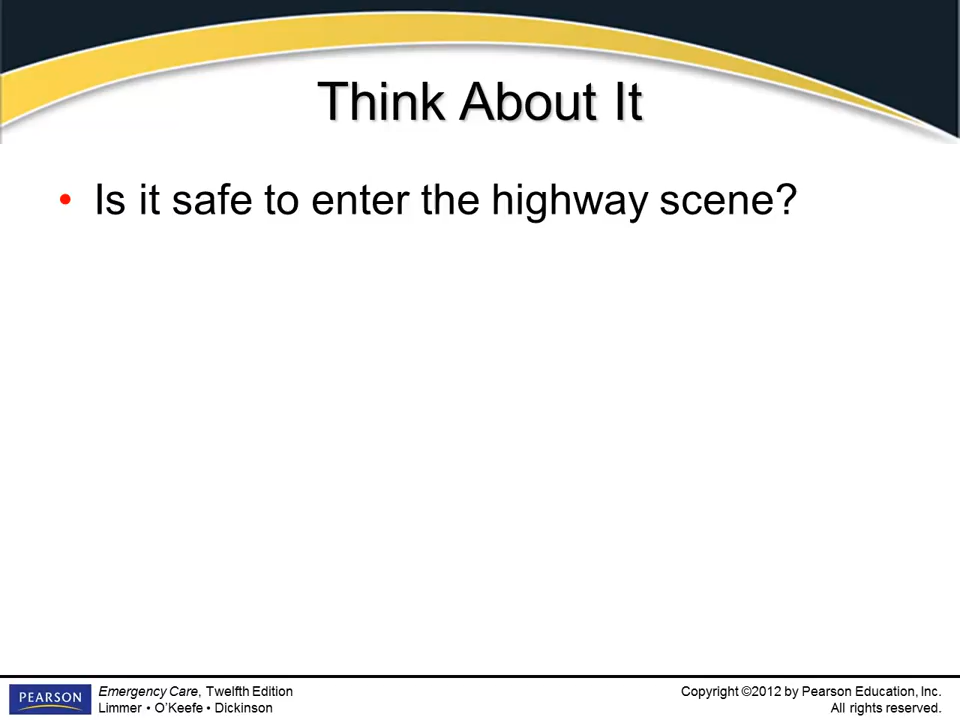 Think About It
• Is it safe to enter the highway scene?
PEARSON
Emergency Care, Twelfth Edition
Limmer • O'Keefe • Dickinson
Copyright ©2012 by Pearson Education, Inc.
All rights reserved.